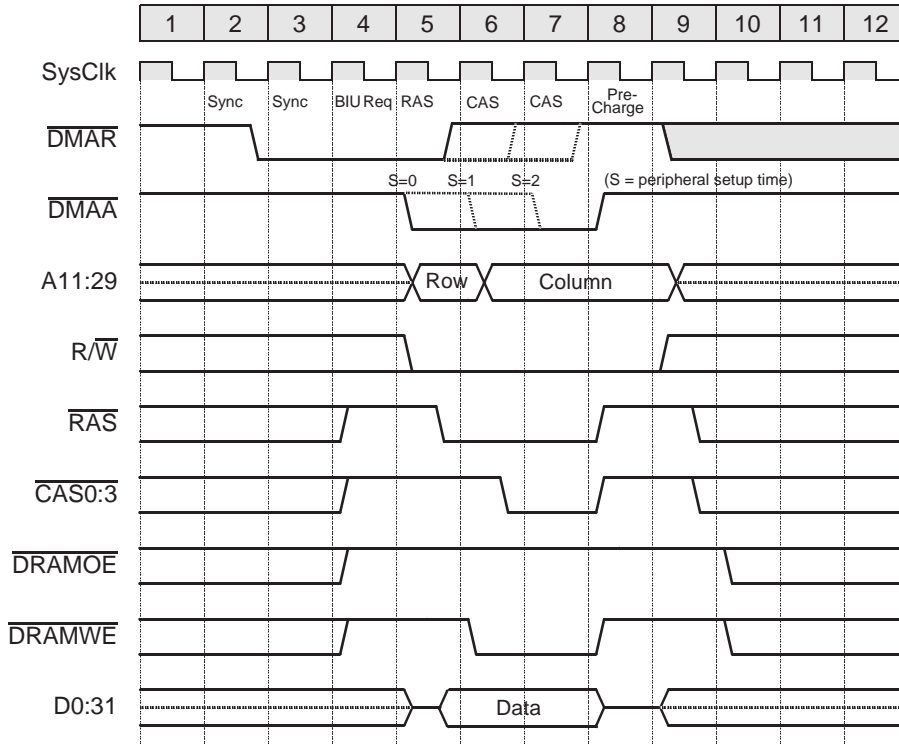 1 2 3 4 5 6 7 8 9 10 11 12
SysClk
Sync Sync BIU Req RAS CAS CAS Pre-Charge
DMAR
S=0 S=1 S=2 (S = peripheral setup time)
DMAA
A11:29 Row Column
R/W
RAS
CAS0:3
DRAMOE
DRAMWE
D0:31 Data